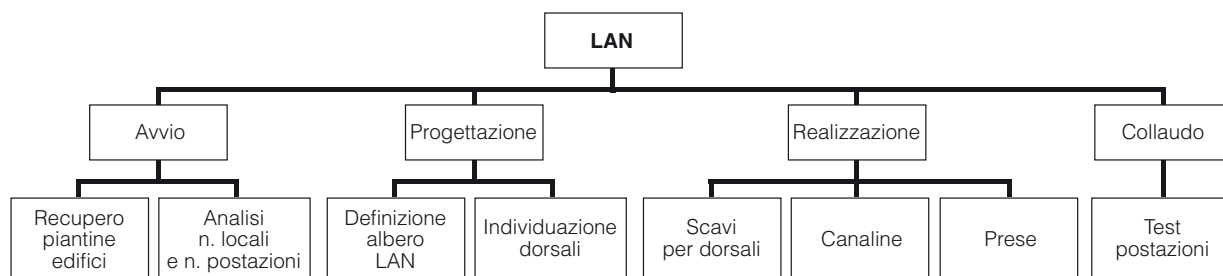 LAN
Avvio
Progettazione
Realizzazione
Collaudo
Recupero
piantine
edifici
Analisi
n. locali
e n. postazioni
Definizione
albero
LAN
Individuazione
dorsali
Scavi
per dorsali
Canaline
Prese
Test
postazioni